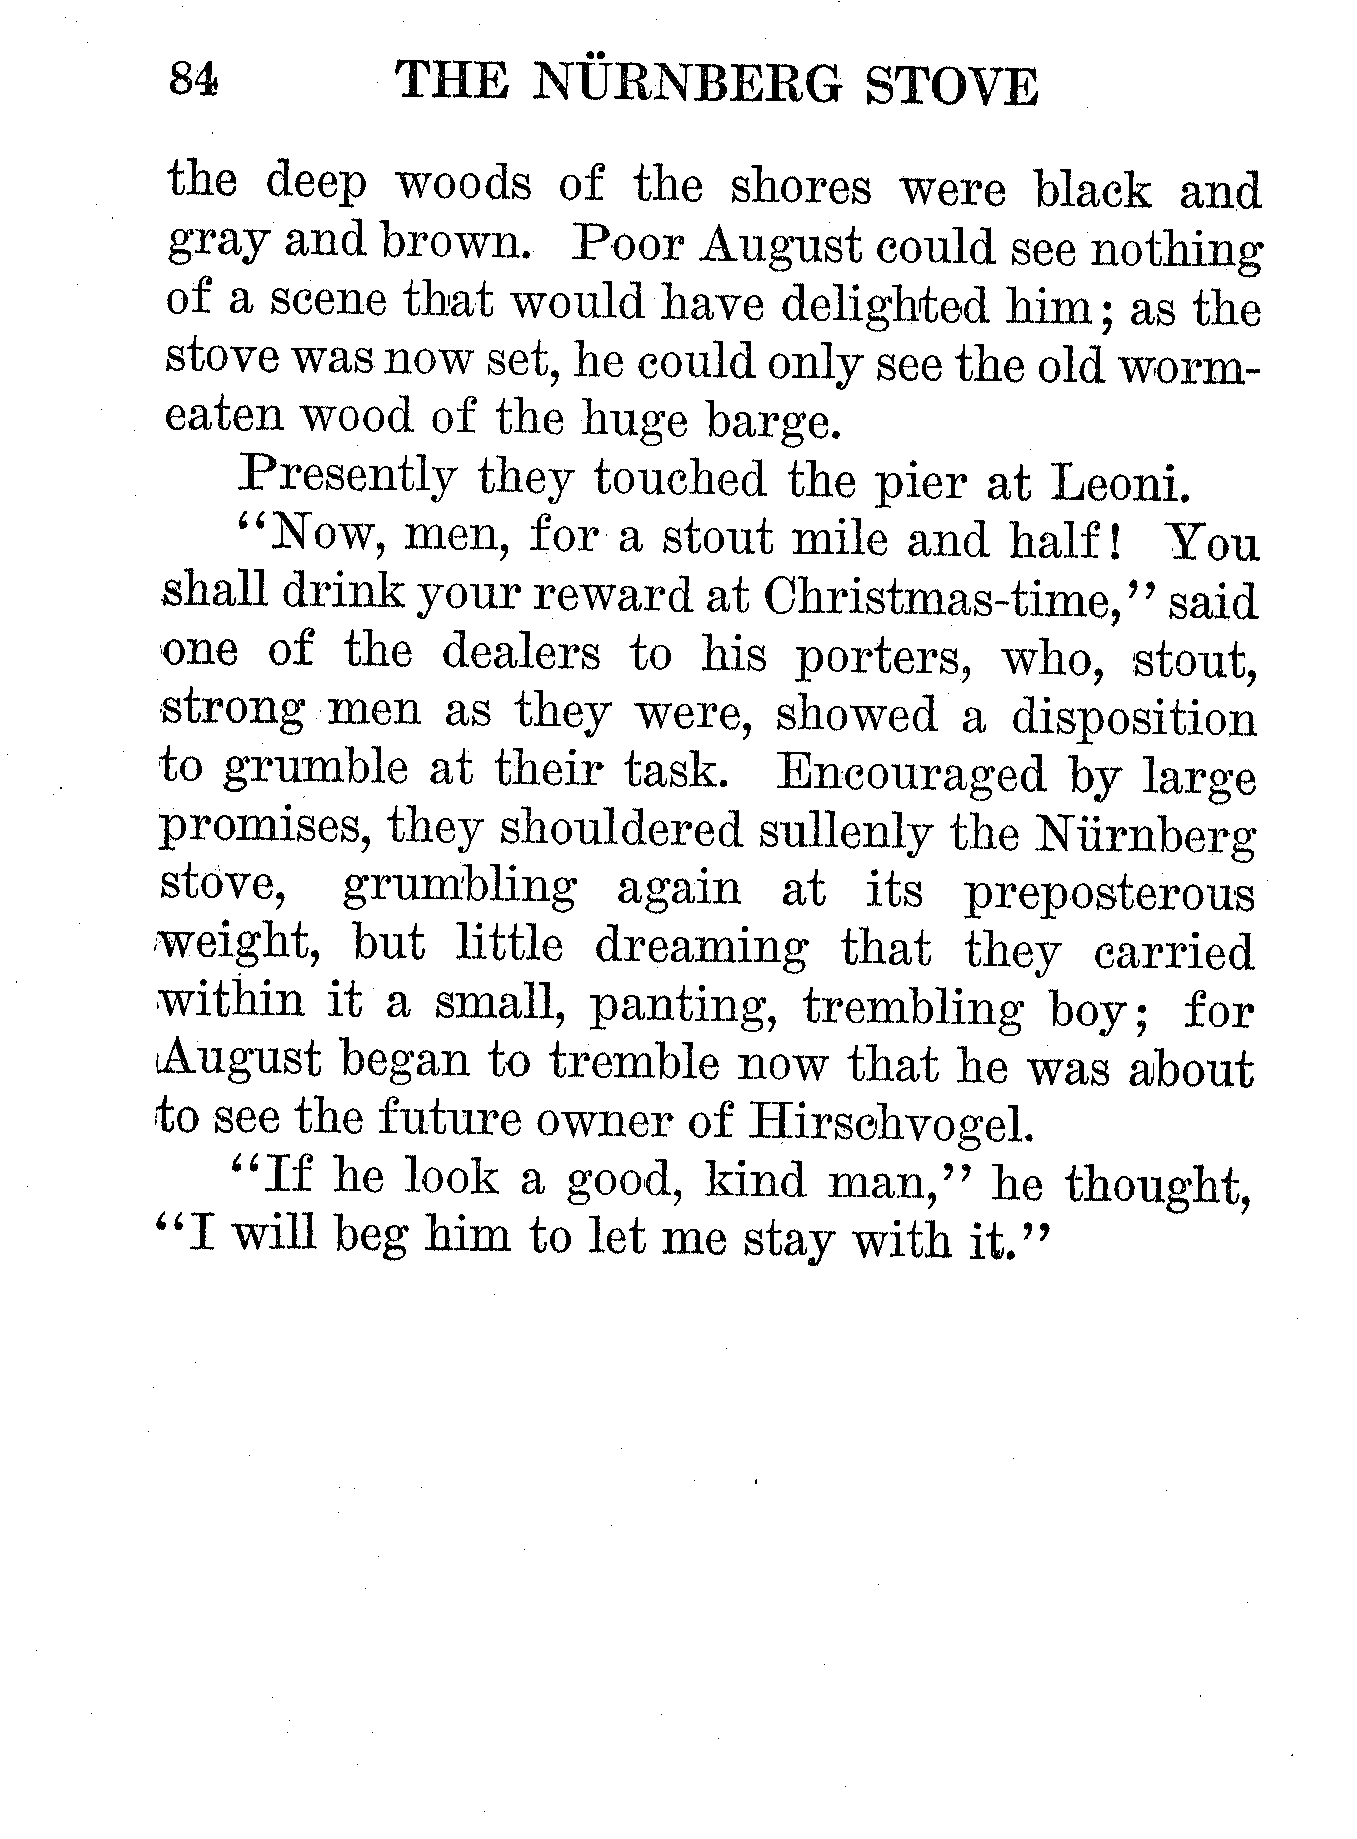 84 THE NÜRNBERG STOVE
the deep woods of the shores were black and
gray and brown. Poor August could see nothing
of a scene that would have delighted him; as the
stove was now set, he could only see the old worm-
eaten wood of the huge barge.
Presently they touched the pier at Leoni.
“Now, men, for a stout mile and half! You
shall drink your reward at Christmas-time,” said
one of the dealers to his porters, who, stout,
strong men as they were, showed a disposition
to grumble at their task. Encouraged by large
promises, they shouldered sullenly the Nürnberg
stove, grumbling again at its preposterous
weight, but little dreaming that they carried
within it a small, panting, trembling boy; for
August began to tremble now that he was about
to see the future owner of Hirschvogel.
“If he look a good, kind man,” he thought,
“I will beg him to let me stay with it.”